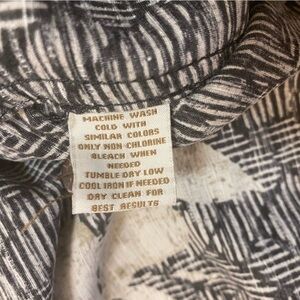 MACHINE WASH
COLD WITH
SIMILAR COLORS
ONLY NON-CHLORINE
BLEACH WHEN
NEEDED
TUMBLE DRY LOW
COOL IRON IF NEEDED
DRY CLEAN FOR
BEST RESULTS